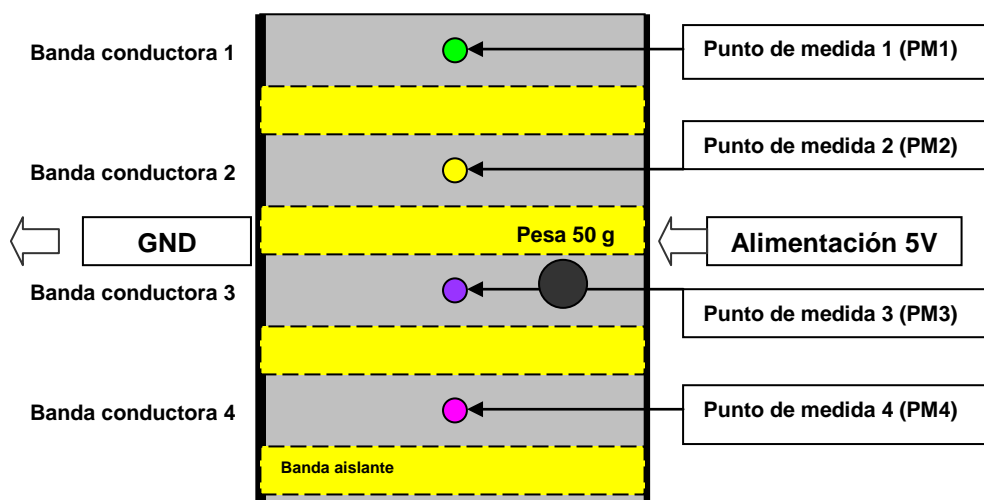 Banda conductora 1
Punto de medida 1 (PM1)
Banda conductora 2
Punto de medida 2 (PM2)
GND
Pesa 50 g
Alimentación 5V
Banda conductora 3
Punto de medida 3 (PM3)
Banda conductora 4
Punto de medida 4 (PM4)
Banda aislante